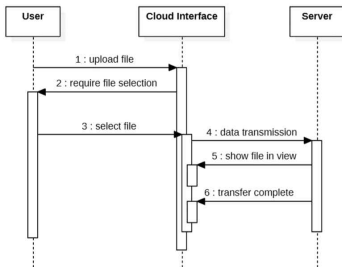 User
Cloud Interface
Server
1 : upload file
2 : require file selection
3 : select file
4 : data transmission
5 : show file in view
6 : transfer complete